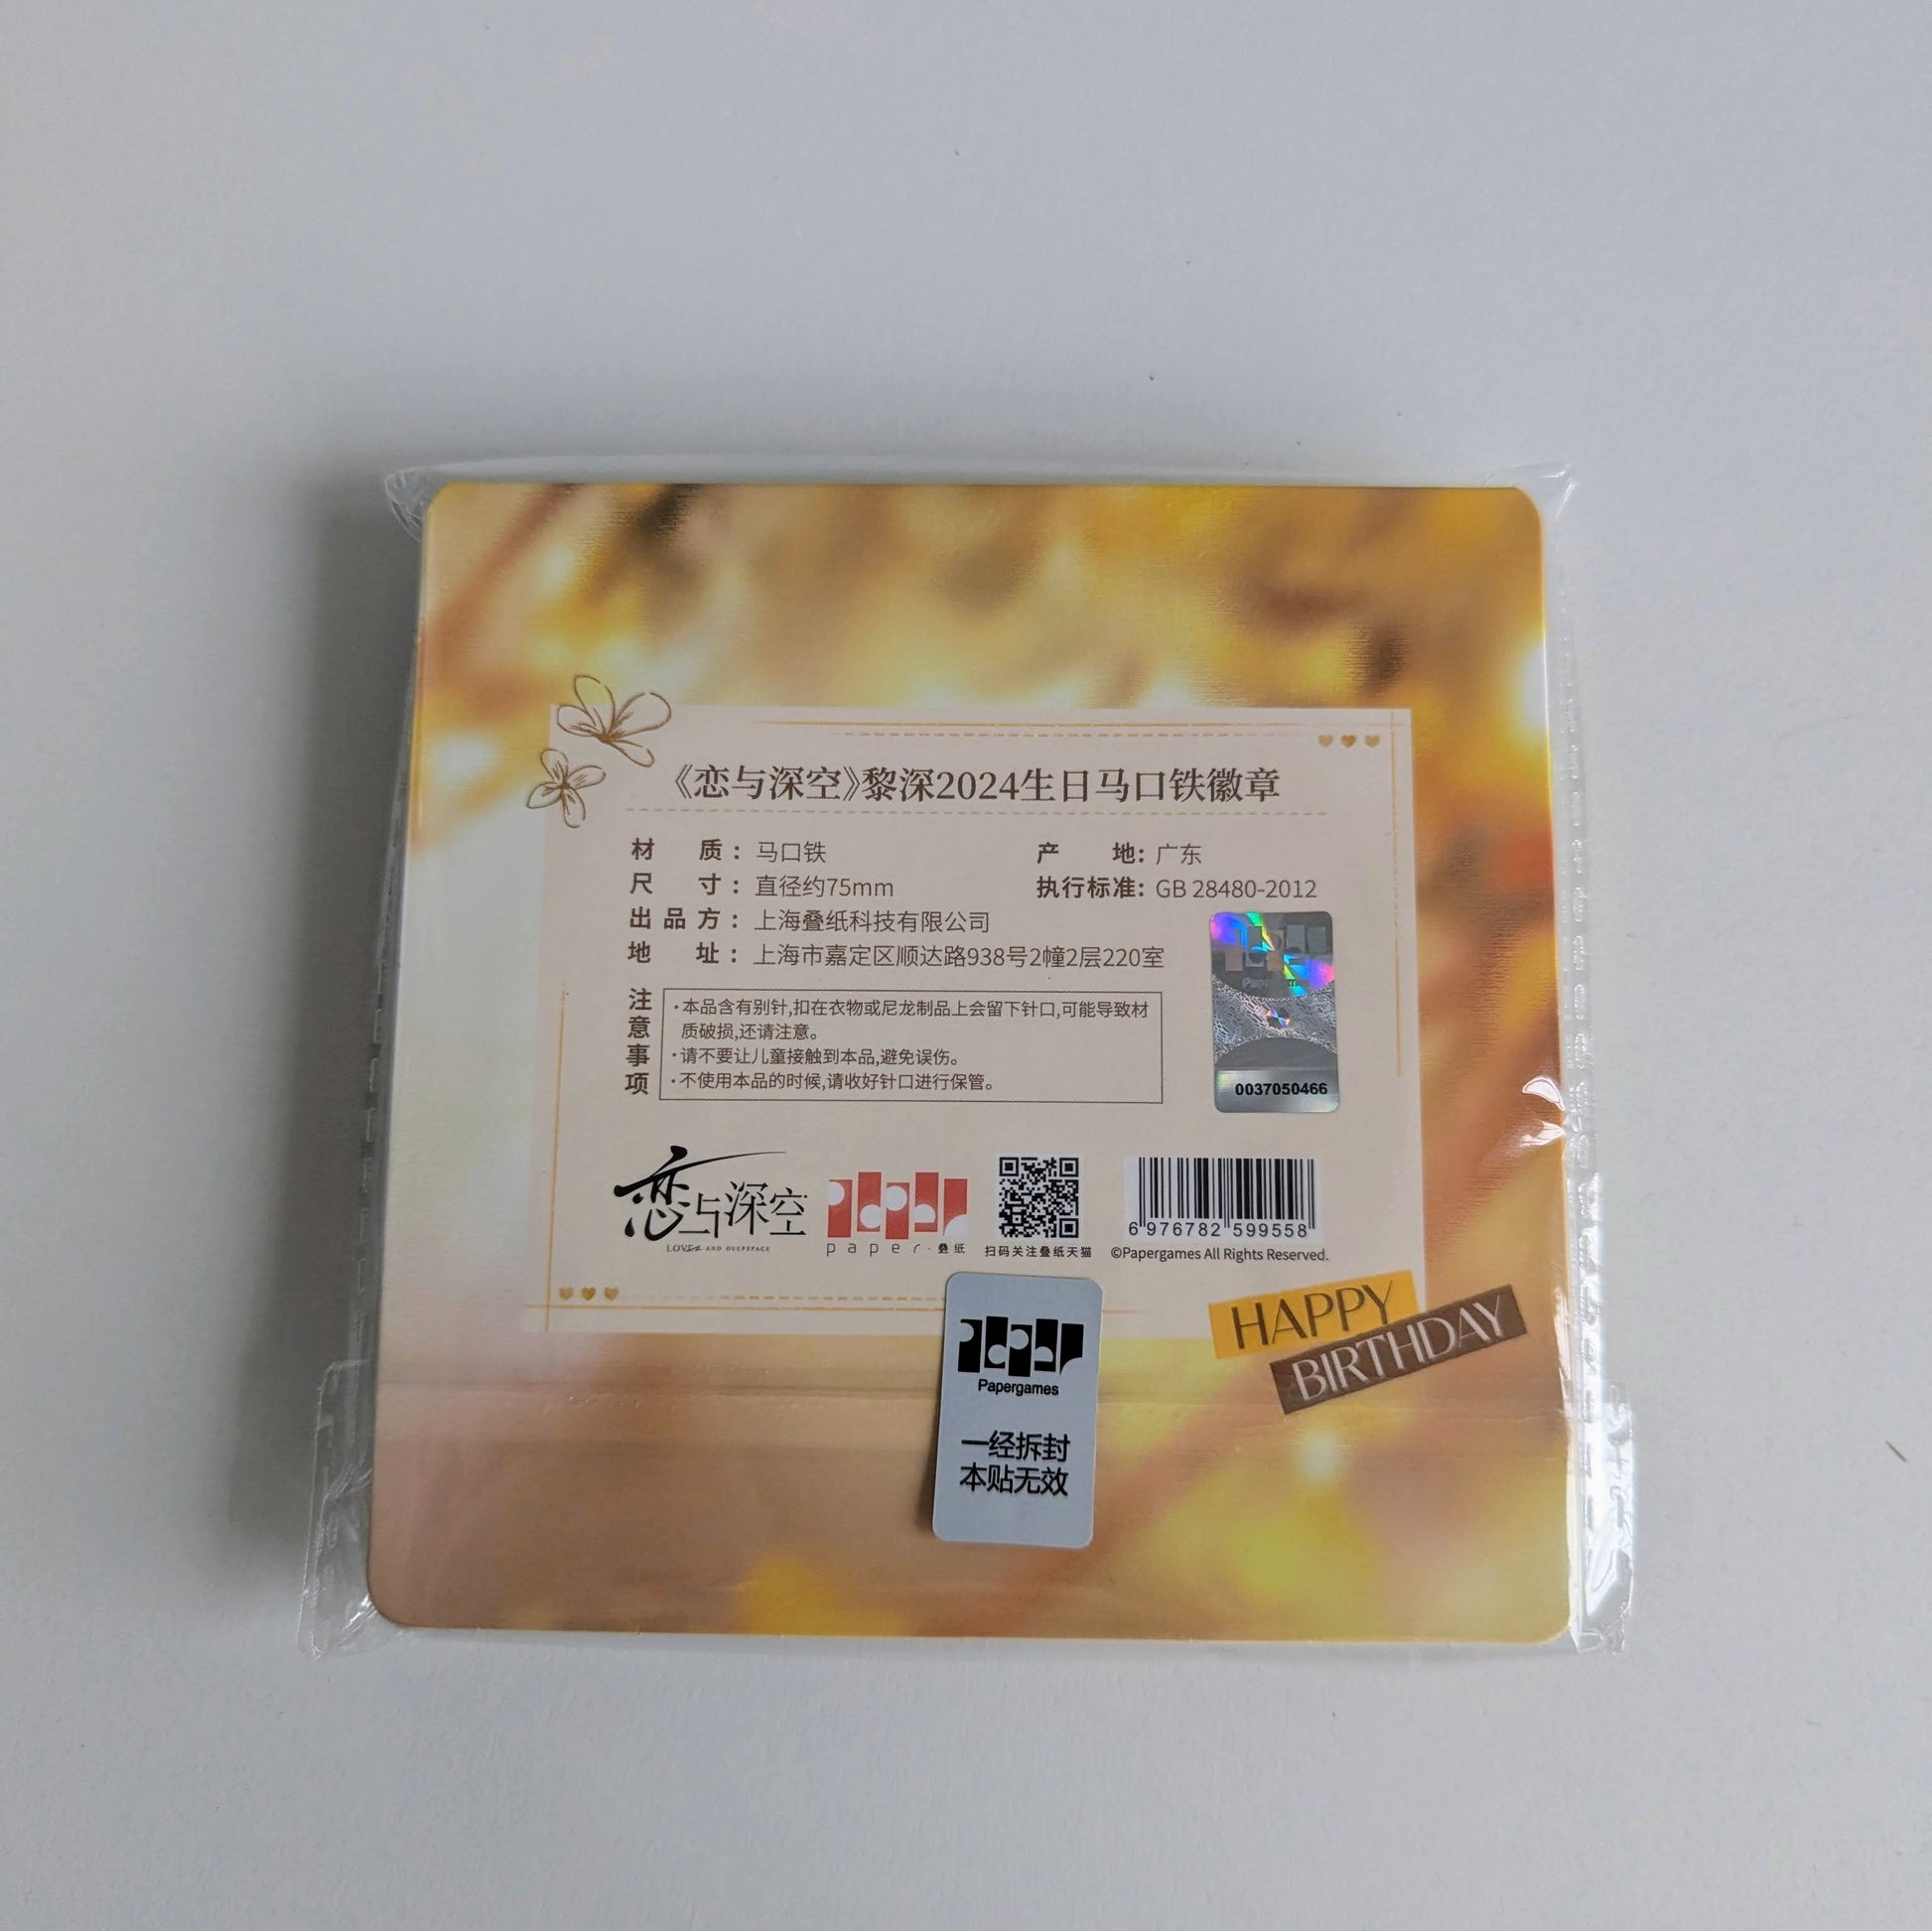 《恋与深空》黎深2024生日马口铁徽章
材 质：马口铁
产 地：广东
尺 寸：直径约75mm
执行标准：GB 28480-2012
出品方：上海叠纸科技有限公司
地 址：上海市嘉定区顺达路938号2幢2层220室
注意事项
·本品含有别针,扣在衣物或尼龙制品上会留下针口,可能导致材
质破损,还请注意。
·请不要让儿童接触到本品,避免误伤。
·不使用本品的时候,请收好针口进行保管。
0037050466
恋与深空
LOVE AND DEEPSPACE
paper
paper·叠纸
扫码关注叠纸天猫
6 976782 599558
©Papergames All Rights Reserved.
HAPPY
BIRTHDAY
paper
Papergames
一经拆封
本贴无效